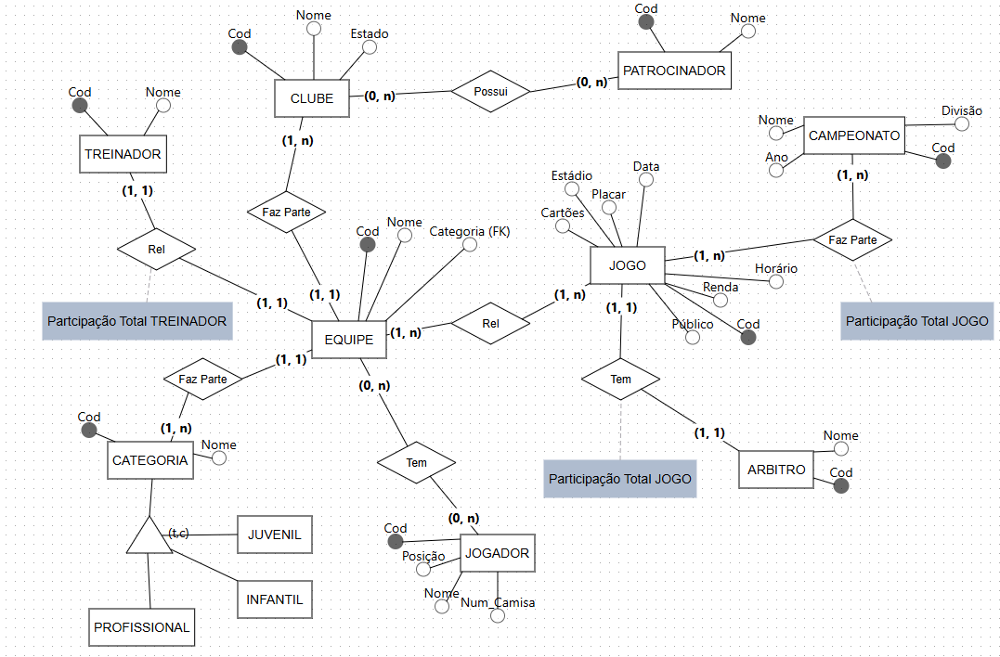 Cod
Nome
Estado
CLUBE
(0, n)
Possui
(0, n)
Cod
Nome
PATROCINADOR
Cod
Nome
TREINADOR
(1, 1)
Rel
(1, 1)
Partcipação Total TREINADOR
(1, n)
Faz Parte
(1, 1)
Cod
Nome
Categoria (FK)
EQUIPE
(1, n)
Rel
(1, n)
Estádio
Placar
Data
Cartões
JOGO
Horário
Renda
Público
Cod
(1, n)
Faz Parte
(1, n)
Nome
Ano
CAMPEONATO
Divisão
Cod
Participação Total JOGO
(1, 1)
Tem
(1, 1)
Participação Total JOGO
Nome
Cod
ARBITRO
(1, 1)
Faz Parte
(1, n)
Cod
Nome
CATEGORIA
(t,c)
JUVENIL
INFANTIL
PROFISSIONAL
(0, n)
Tem
(0, n)
Cod
Posição
JOGADOR
Nome
Num_Camisa